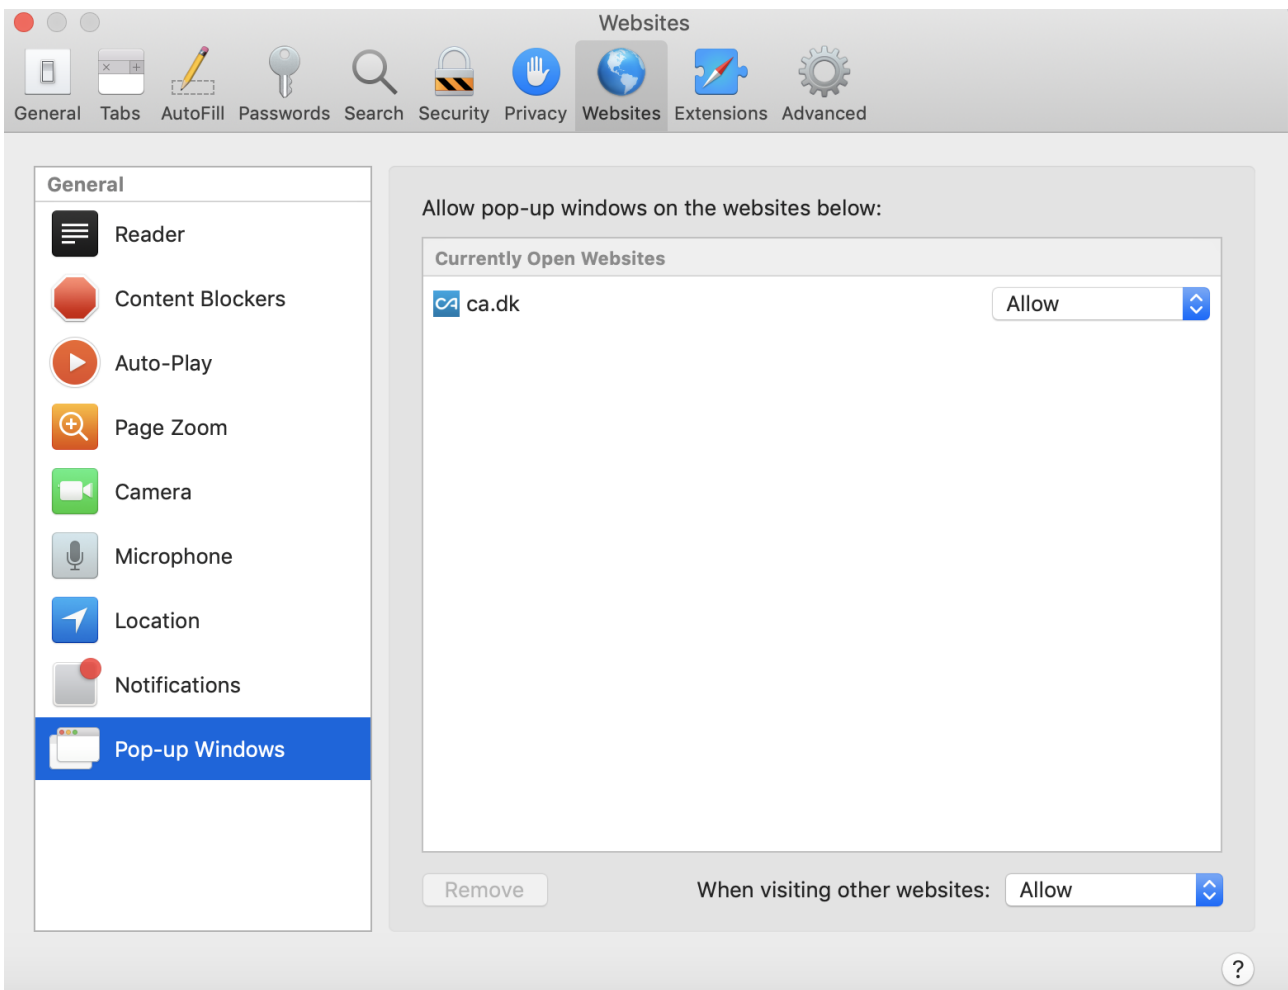 Websites
General Tabs AutoFill Passwords Search Security Privacy Websites Extensions Advanced
General
Reader
Content Blockers
Auto-Play
Page Zoom
Camera
Microphone
Location
Notifications
Pop-up Windows
Allow pop-up windows on the websites below:
Currently Open Websites
CA ca.dk Allow
Remove When visiting other websites: Allow
?